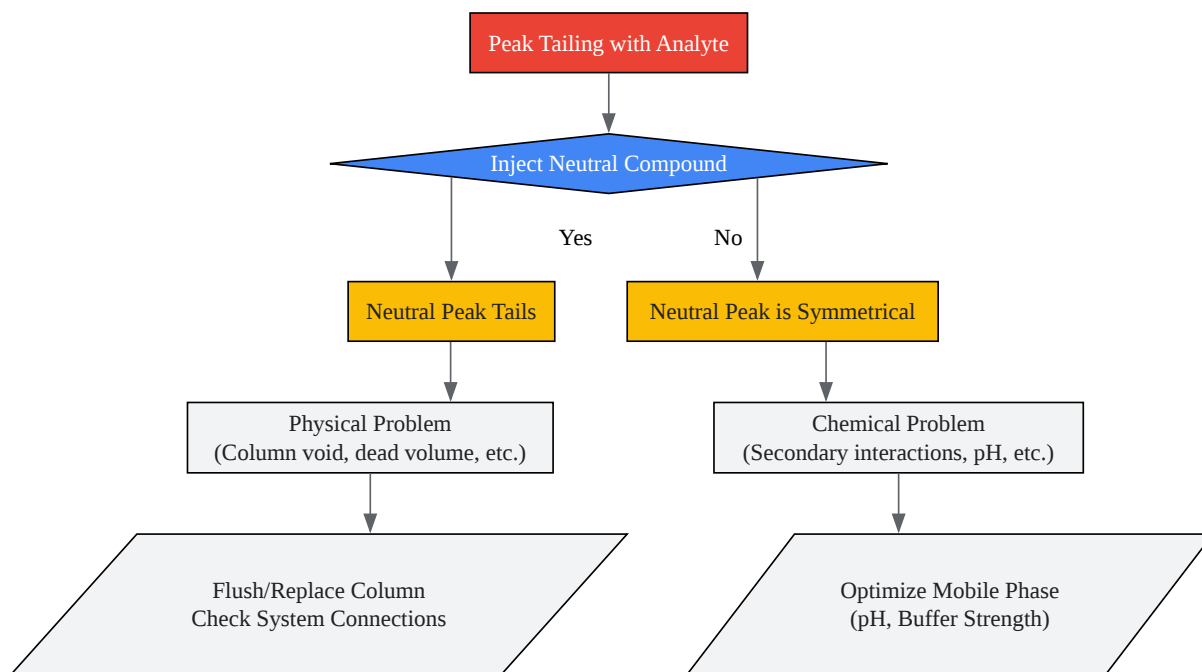 Peak Tailing with Analyte
Inject Neutral Compound
Yes
No
Neutral Peak Tails
Neutral Peak is Symmetrical
Physical Problem
(Column void, dead volume, etc.)
Chemical Problem
(Secondary interactions, pH, etc.)
Flush/Replace Column
Check System Connections
Optimize Mobile Phase
(pH, Buffer Strength)